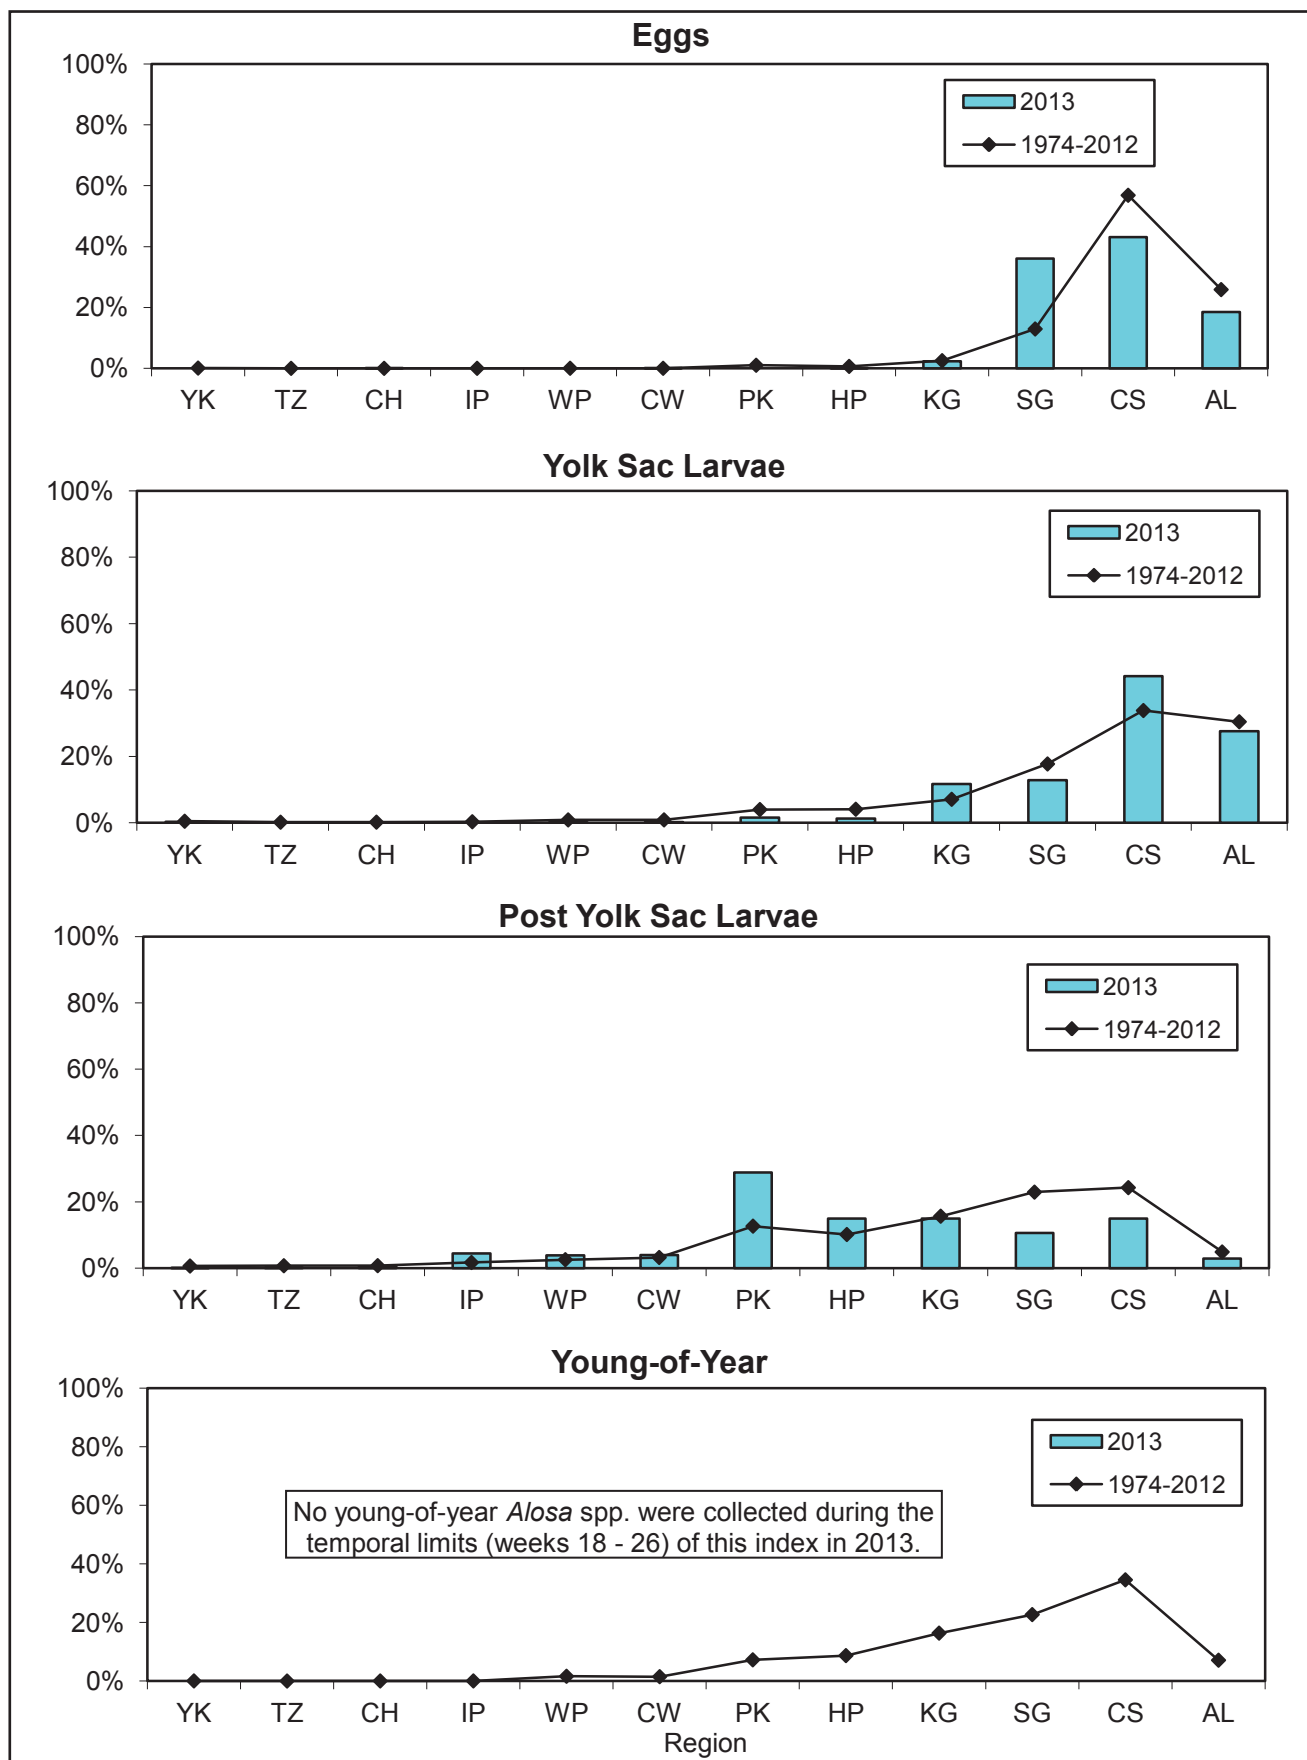 Eggs
100%
80%
60%
40%
20%
0%
2013
1974-2012
YK TZ CH IP WP CW PK HP KG SG CS AL
Yolk Sac Larvae
100%
80%
60%
40%
20%
0%
2013
1974-2012
YK TZ CH IP WP CW PK HP KG SG CS AL
Post Yolk Sac Larvae
100%
80%
60%
40%
20%
0%
2013
1974-2012
YK TZ CH IP WP CW PK HP KG SG CS AL
Young-of-Year
100%
80%
60%
40%
20%
0%
2013
1974-2012
No young-of-year Alosa spp. were collected during the
temporal limits (weeks 18 - 26) of this index in 2013.
YK TZ CH IP WP CW PK HP KG SG CS AL
Region